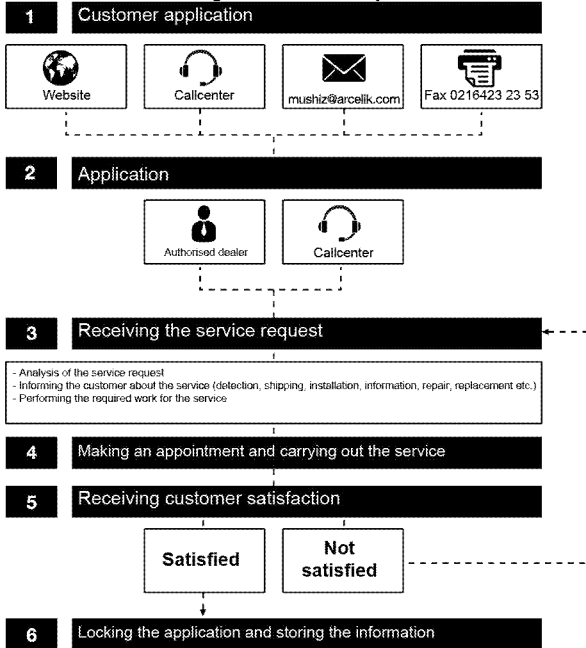 1 Customer application
Website
Callcenter
mushiz@arcelik.com
Fax 0216423 23 53
2 Application
Authorised dealer
Callcenter
3 Receiving the service request
- Analysis of the service request
- Informing the customer about the service (detection, shipping, installation, information, repair, replacement etc.)
- Performing the required work for the service
4 Making an appointment and carrying out the service
5 Receiving customer satisfaction
Satisfied
Not
satisfied
6 Locking the application and storing the information